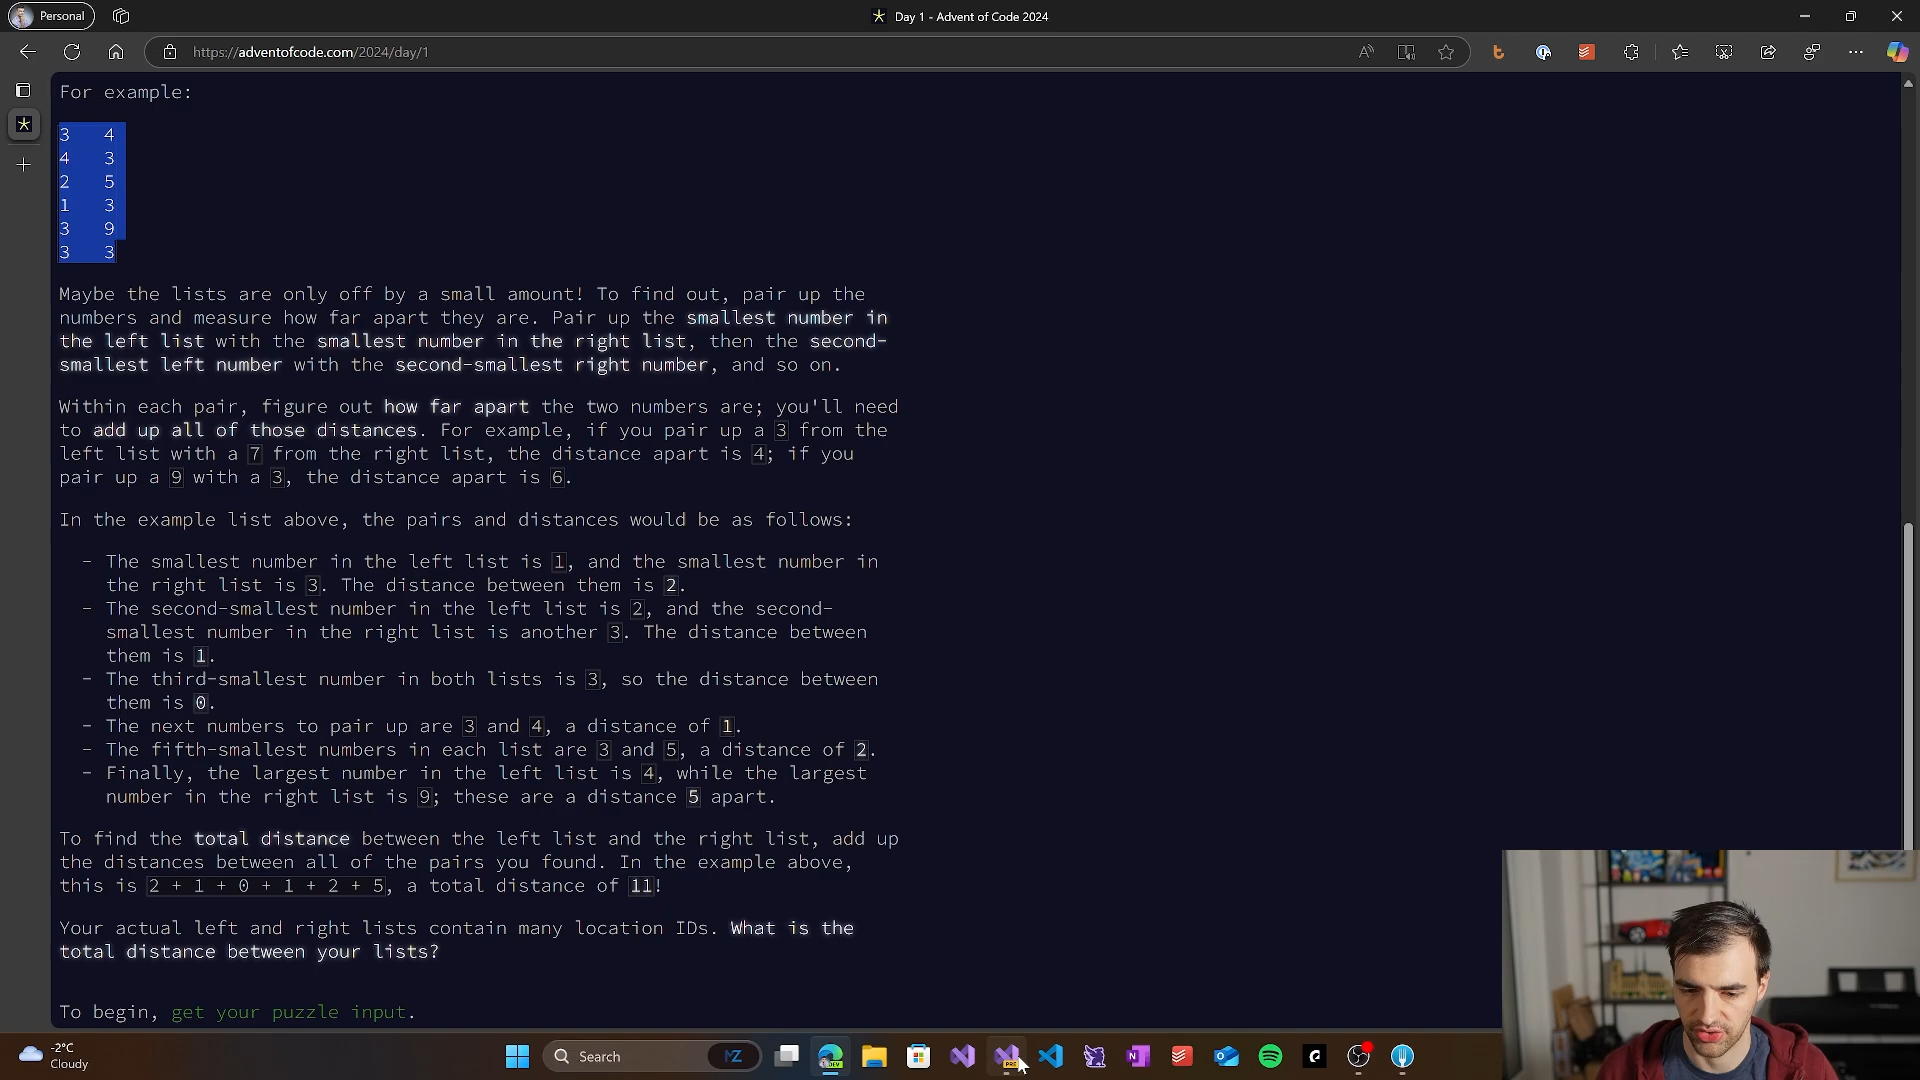 Personal
Day 1 - Advent of Code 2024
https://adventofcode.com/2024/day/1
For example:
3 4
4 3
2 5
1 3
3 9
3 3
Maybe the lists are only off by a small amount! To find out, pair up the
numbers and measure how far apart they are. Pair up the smallest number in
the left list with the smallest number in the right list, then the second-
smallest left number with the second-smallest right number, and so on.
Within each pair, figure out how far apart the two numbers are; you'll need
to add up all of those distances. For example, if you pair up a 3 from the
left list with a 7 from the right list, the distance apart is 4; if you
pair up a 9 with a 3, the distance apart is 6.
In the example list above, the pairs and distances would be as follows:
- The smallest number in the left list is 1, and the smallest number in
the right list is 3. The distance between them is 2.
- The second-smallest number in the left list is 2, and the second-
smallest number in the right list is another 3. The distance between
them is 1.
- The third-smallest number in both lists is 3, so the distance between
them is 0.
- The next numbers to pair up are 3 and 4, a distance of 1.
- The fifth-smallest numbers in each list are 3 and 5, a distance of 2.
- Finally, the largest number in the left list is 4, while the largest
number in the right list is 9; these are a distance 5 apart.
To find the total distance between the left list and the right list, add up
the distances between all of the pairs you found. In the example above,
this is 2 + 1 + 0 + 1 + 2 + 5, a total distance of 11!
Your actual left and right lists contain many location IDs. What is the
total distance between your lists?
To begin, get your puzzle input.
-2°C
Cloudy
Search
MZ
DEV
PRE